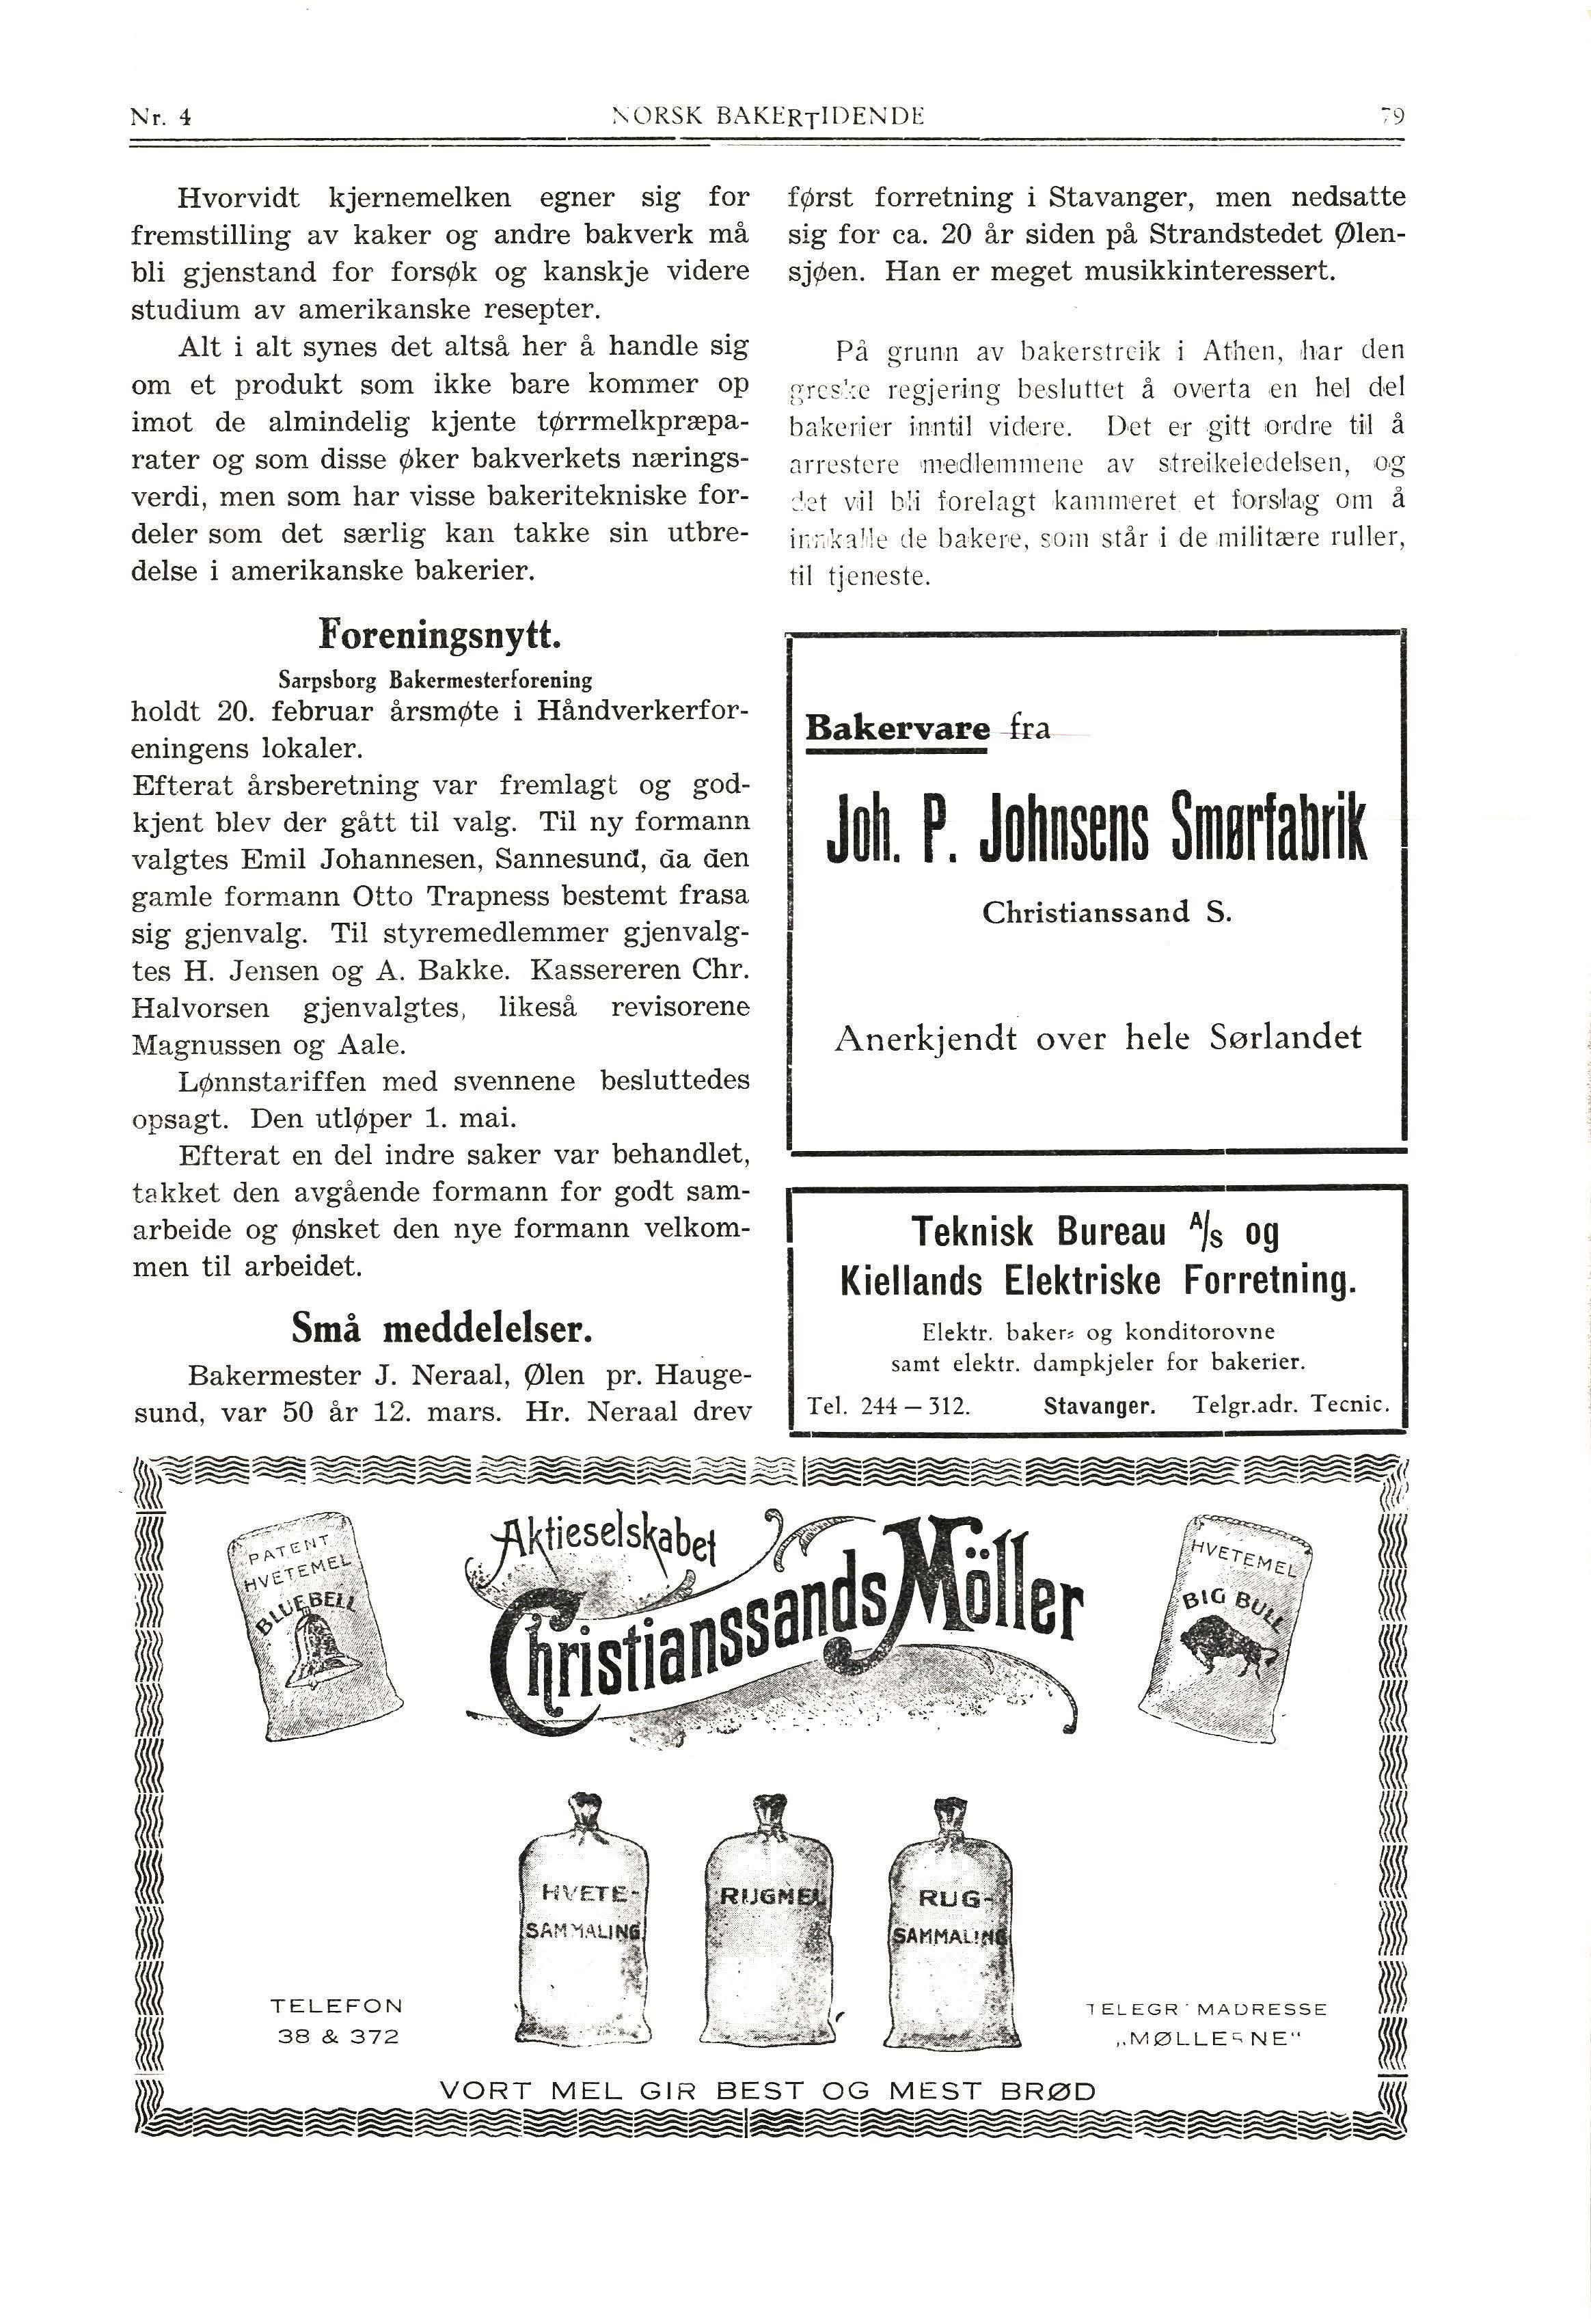 Nr. 4
NORSK BAKERTIDENDE
79
Hvorvidt kjernemelken egner sig for
fremstilling av kaker og andre bakverk må
bli gjenstand for forsøk og kanskje videre
studium av amerikanske resepter.
Alt i alt synes det altså her å handle sig
om et produkt som ikke bare kommer op
imot de almindelig kjente tørrmelkpræpa-
rater og som disse øker bakverkets nærings-
verdi, men som har visse bakeritekniske for-
deler som det særlig kan takke sin utbre-
delse i amerikanske bakerier.
Foreningsnytt.
Sarpsborg Bakermesterforening
holdt 20. februar årsmøte i Håndverkerfor-
eningens lokaler.
Efterat årsberetning var fremlagt og god-
kjent blev der gått til valg. Til ny formann
valgtes Emil Johannesen, Sannesund, da den
gamle formann Otto Trapness bestemt frasa
sig gjenvalg. Til styremedlemmer gjenvalg-
tes H. Jensen og A. Bakke. Kassereren Chr.
Halvorsen gjenvalgtes, likeså revisorene
Magnussen og Aale.
Lønnstariffen med svennene besluttedes
opsagt. Den utløper 1. mai.
Efterat en del indre saker var behandlet,
takket den avgående formann for godt sam-
arbeide og ønsket den nye formann velkom-
men til arbeidet.
Små meddelelser.
Bakermester J. Neraal, Ølen pr. Hauge-
sund, var 50 år 12. mars. Hr. Neraal drev
først forretning i Stavanger, men nedsatte
sig for ca. 20 år siden på Strandstedet Ølen-
sjøen. Han er meget musikkinteressert.
På grunn av bakerstreik i Athen, har den
greske regjering besluttet å overta en hel del
bakerier inntil videre. Det er gitt ordre til å
arrestere medlemmene av streikeledelsen, og
det vil bli forelagt kammeret et forslag om å
innkalle de bakere, som står i de militære ruller,
til tjeneste.
Bakervare fra
Joh. P. Johnsens Smørfabrik
Christianssand S.
Anerkjendt over hele Sørlandet
Teknisk Bureau A/S og
Kiellands Elektriske Forretning.
Elektr. baker- og konditorovne
samt elektr. dampkjeler for bakerier.
Tel. 244 — 312. Stavanger. Telgr.adr. Tecnic.
Aktieselskabet
Christianssands Möller
PATENT
HVETEMEL
BLUEBELL
HVETEMEL
BIG BULL
HVETE-
SAMMALING
RUGMEL
RUG-
SAMMALING
TELEFON
38 & 372
TELEGRAMADRESSE
„MØLLERNE“
VORT MEL GIR BEST OG MEST BRØD